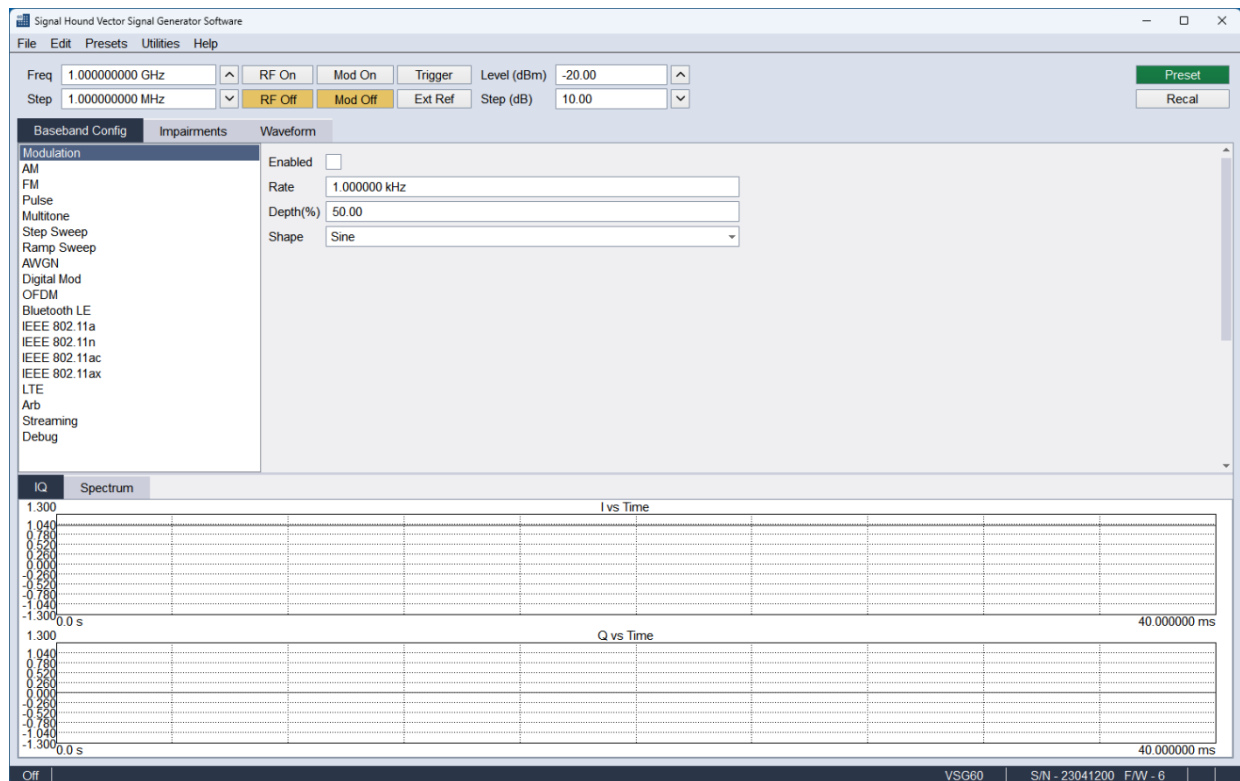 Signal Hound Vector Signal Generator Software
File Edit Presets Utilities Help
Freq 1.000000000 GHz RF On Mod On Trigger Level (dBm) -20.00 Preset
Step 1.000000000 MHz RF Off Mod Off Ext Ref Step (dB) 10.00 Recal
Baseband Config Impairments Waveform
Modulation
AM
FM
Pulse
Multitone
Step Sweep
Ramp Sweep
AWGN
Digital Mod
OFDM
Bluetooth LE
IEEE 802.11a
IEEE 802.11n
IEEE 802.11ac
IEEE 802.11ax
LTE
Arb
Streaming
Debug
Enabled
Rate 1.000000 kHz
Depth(%) 50.00
Shape Sine
IQ Spectrum
1.300 I vs Time
1.040
0.780
0.520
0.260
0.000
-0.260
-0.520
-0.780
-1.040
-1.300
0.0 s 40.000000 ms
1.300 Q vs Time
1.040
0.780
0.520
0.260
0.000
-0.260
-0.520
-0.780
-1.040
-1.300
0.0 s 40.000000 ms
Off VSG60 S/N - 23041200 F/W - 6